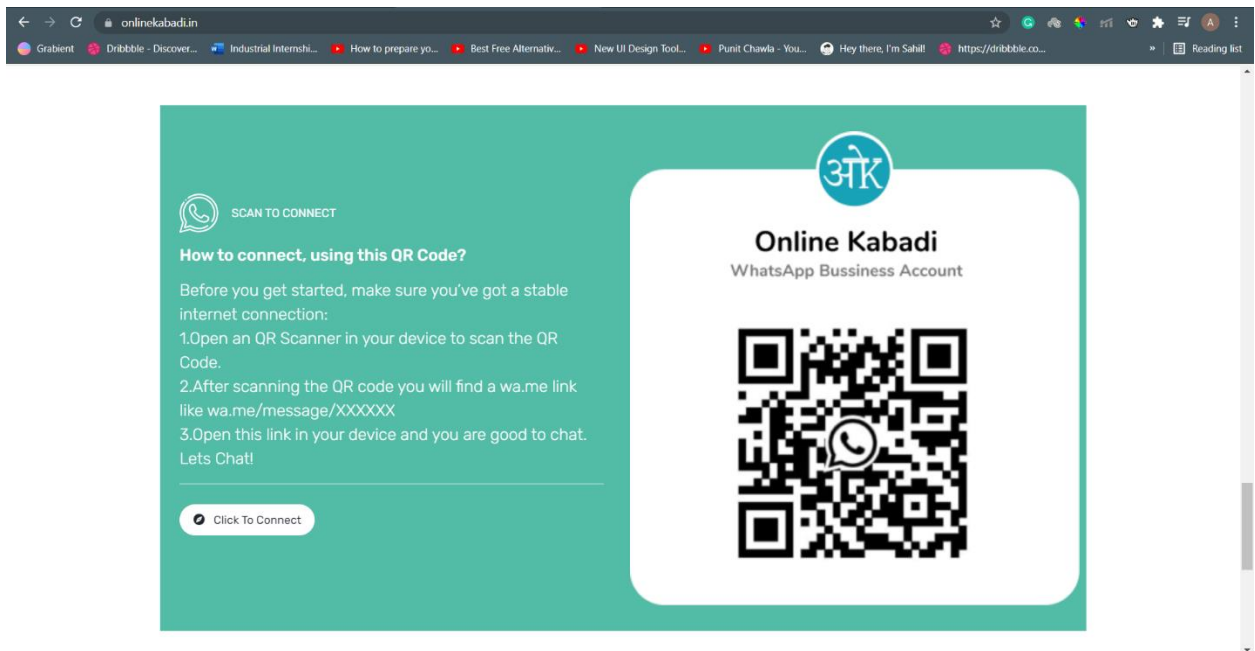 onlinekabadi.in
Grabient Dribbble - Discover... Industrial Internshi... How to prepare yo... Best Free Alternativ... New UI Design Tool... Punit Chawla - You... Hey there, I'm Sahil! https://dribbble.co... » Reading list
SCAN TO CONNECT
How to connect, using this QR Code?
Before you get started, make sure you've got a stable
internet connection:
1.Open an QR Scanner in your device to scan the QR
Code.
2.After scanning the QR code you will find a wa.me link
like wa.me/message/XXXXXX
3.Open this link in your device and you are good to chat.
Lets Chat!
Click To Connect
ओK
Online Kabadi
WhatsApp Bussiness Account